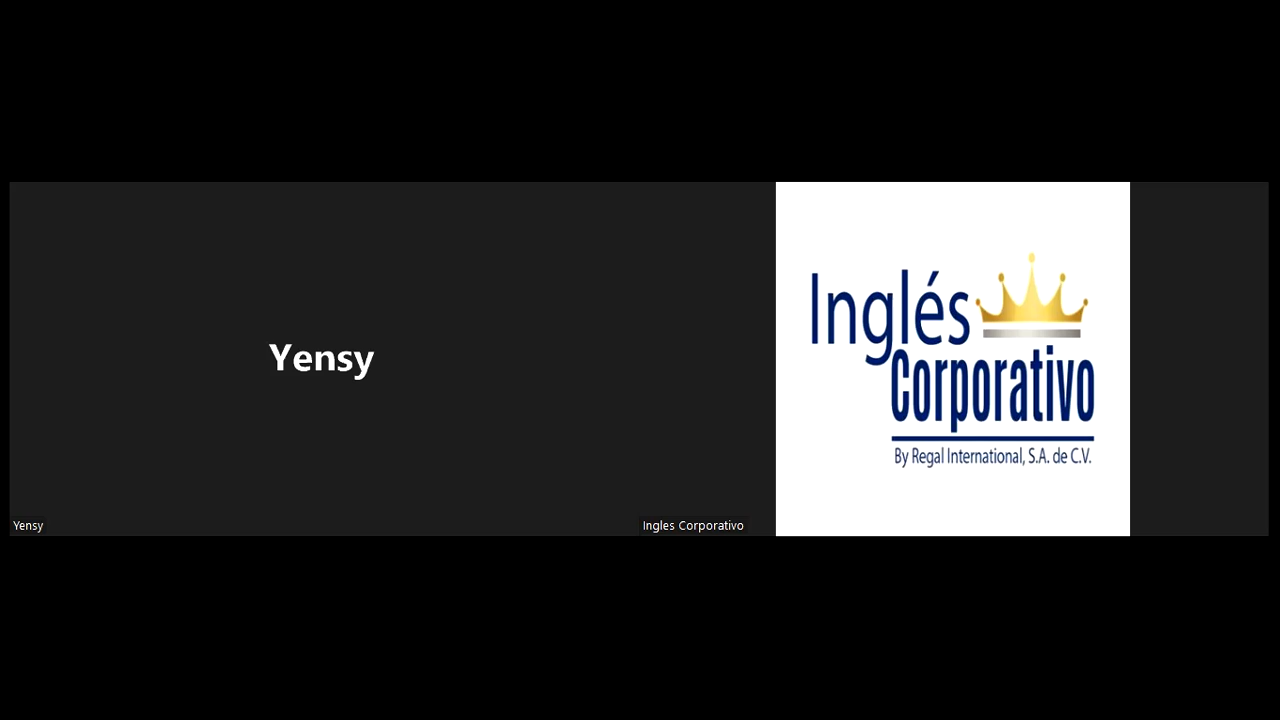 Yensy
Yensy
Ingles Corporativo
Inglés
Corporativo
By Regal International, S.A. de C.V.